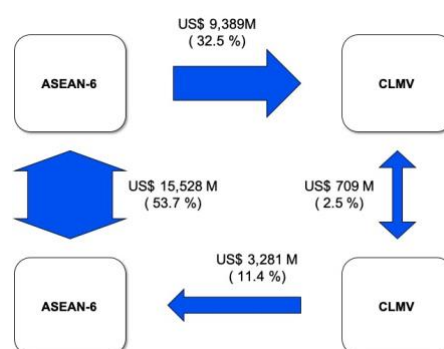 US$ 9,389M
( 32.5 %)
ASEAN-6
CLMV
US$ 15,528 M
( 53.7 %)
US$ 709 M
( 2.5 %)
US$ 3,281 M
( 11.4 %)
ASEAN-6
CLMV